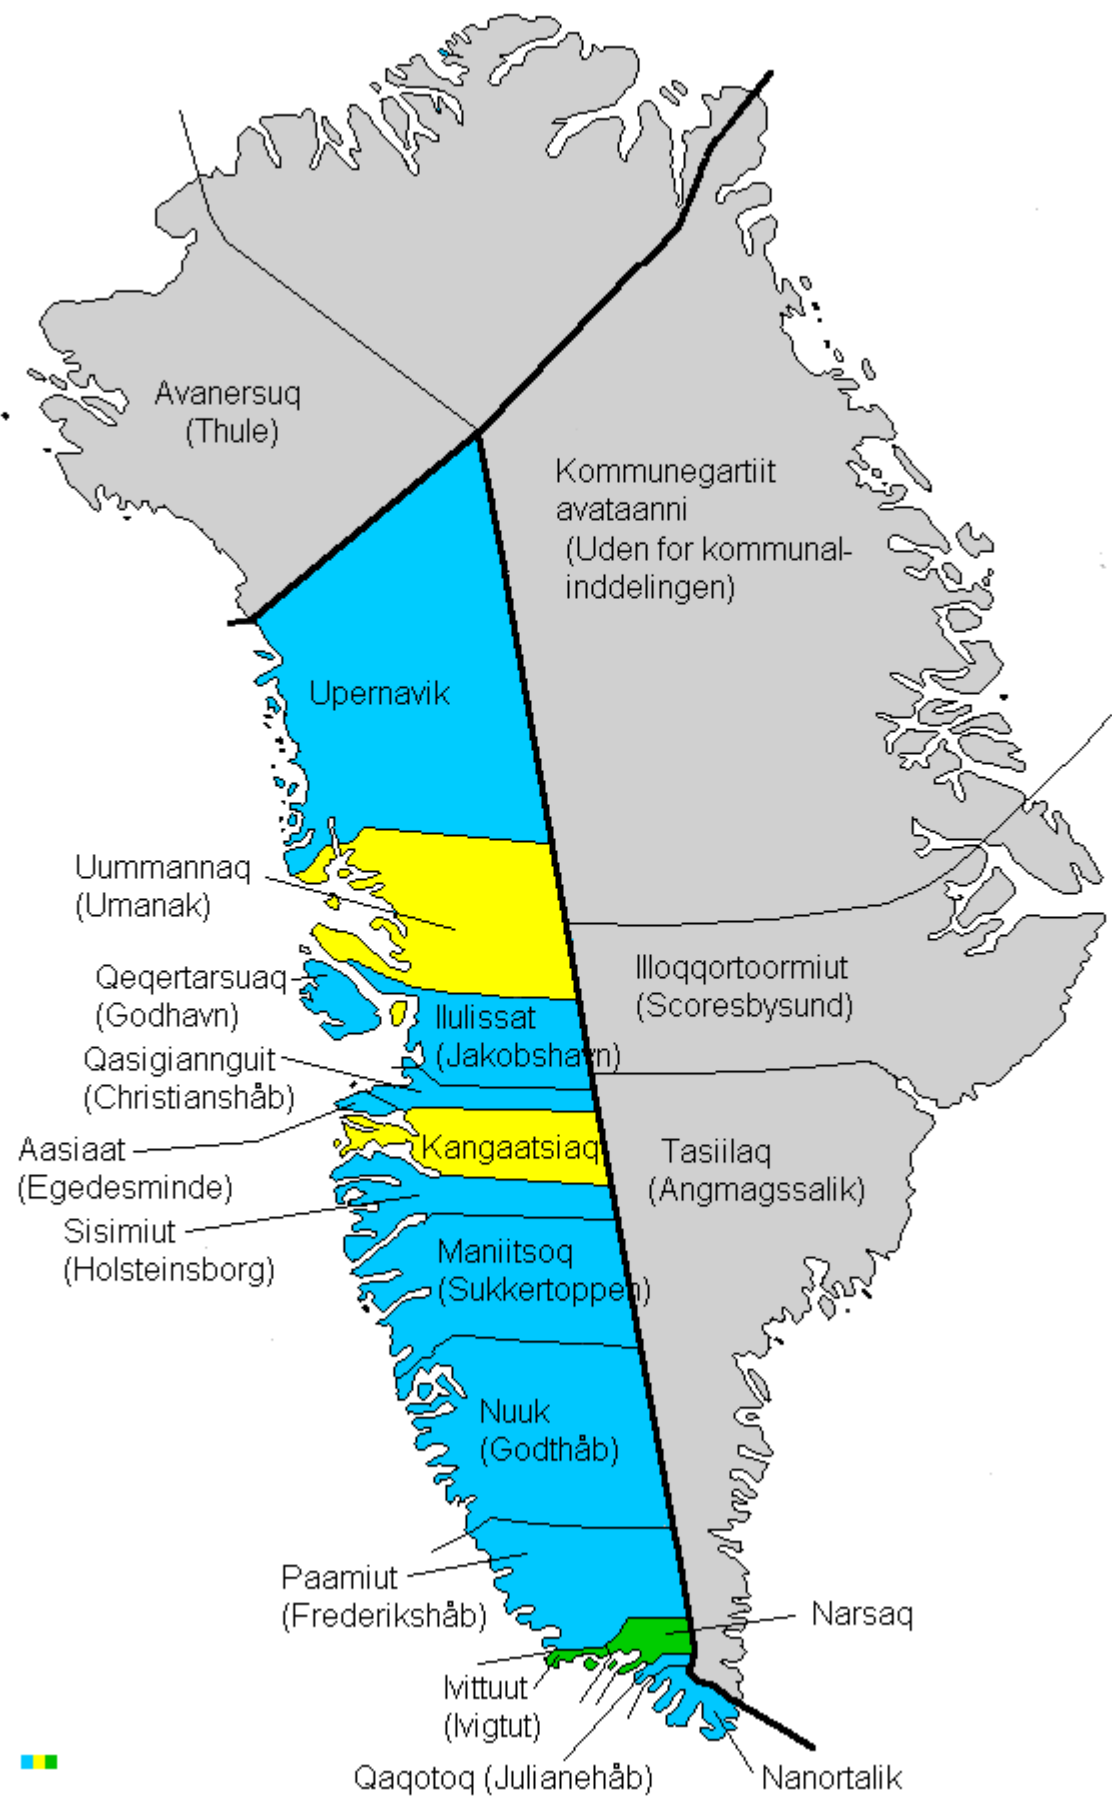 Avanersuq
(Thule)
Kommunegartiit
avataanni
(Uden for kommunal-
inddelingen)
Upernavik
Uummannaq
(Umanak)
Qeqertarsuaq
(Godhavn)
Illoqqortoormiut
(Scoresbysund)
Ilulissat
(Jakobshavn)
Qasigiannguit
(Christianshåb)
Aasiaat
(Egedesminde)
Kangaatsiaq
Tasiilaq
(Angmagssalik)
Sisimiut
(Holsteinsborg)
Maniitsoq
(Sukkertoppen)
Nuuk
(Godthåb)
Paamiut
(Frederikshåb)
Narsaq
Ivittuut
(Ivigtut)
Qaqotoq (Julianehåb)
Nanortalik